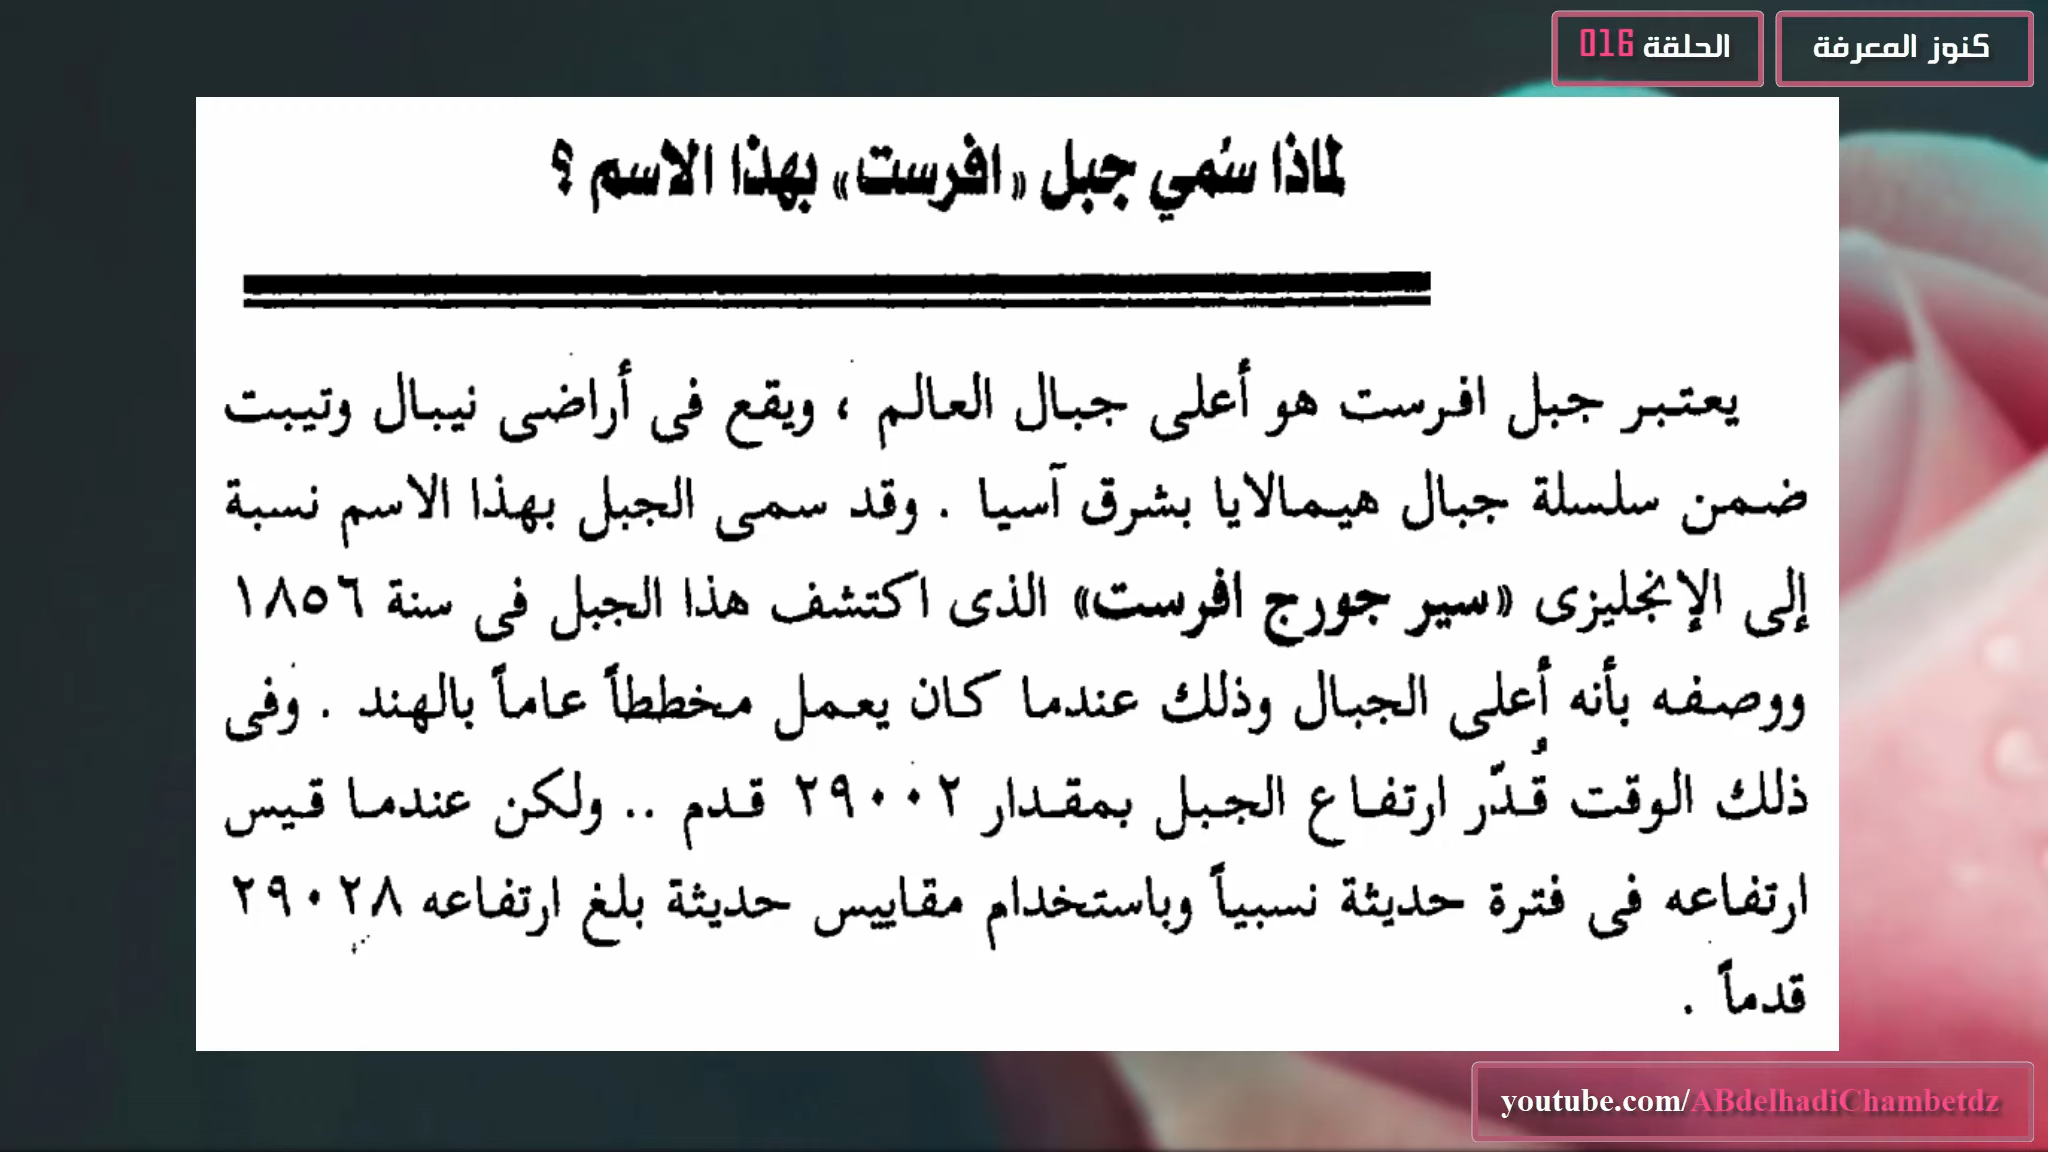 كنوز المعرفة
الحلقة 016
لماذا سُمي جبل «افرست» بهذا الاسم ؟
يعتبر جبل افرست هو أعلى جبال العالم ، ويقع فى أراضى نيبال وتيبت
ضمن سلسلة جبال هيمالايا بشرق آسيا . وقد سمى الجبل بهذا الاسم نسبة
إلى الإنجليزى «سير جورج افرست» الذى اكتشف هذا الجبل فى سنة ١٨٥٦
ووصفه بأنه أعلى الجبال وذلك عندما كان يعمل مخططاً عاماً بالهند . وفى
ذلك الوقت قُدّر ارتفاع الجبل بمقدار ٢٩٠٠٢ قدم .. ولكن عندما قيس
ارتفاعه فى فترة حديثة نسبياً وباستخدام مقاييس حديثة بلغ ارتفاعه ٢٩٠٢٨
قدماً .
youtube.com/ABdelhadiChambetdz